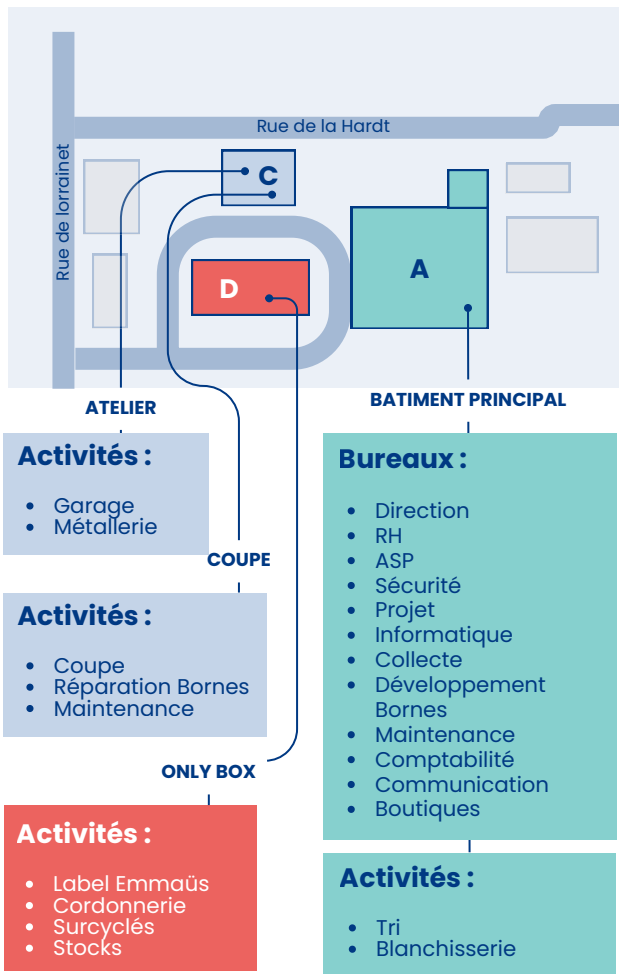 Rue de la Hardt
Rue de lorrainet
C
D
A
ATELIER
Activités :
• Garage
• Métallerie
COUPE
Activités :
• Coupe
• Réparation Bornes
• Maintenance
ONLY BOX
Activités :
• Label Emmaüs
• Cordonnerie
• Surcyclés
• Stocks
BATIMENT PRINCIPAL
Bureaux :
• Direction
• RH
• ASP
• Sécurité
• Projet
• Informatique
• Collecte
• Développement
Bornes
• Maintenance
• Comptabilité
• Communication
• Boutiques
Activités :
• Tri
• Blanchisserie